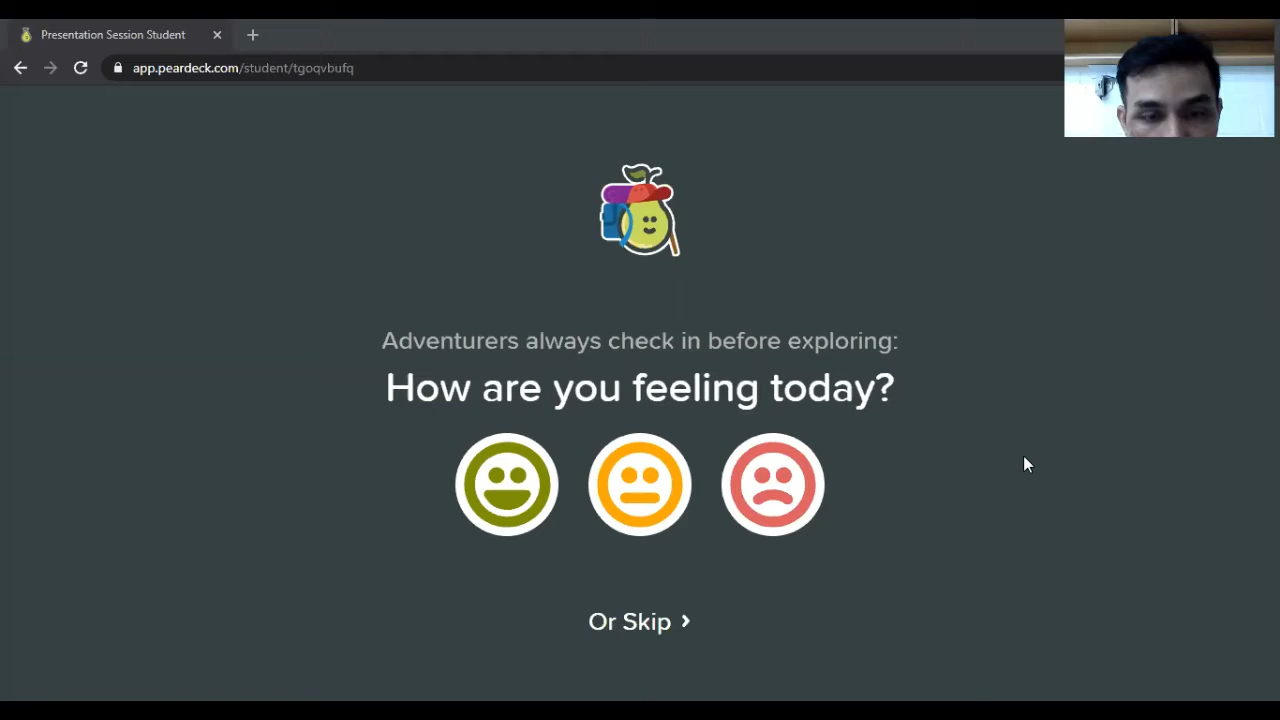 Presentation Session Student
app.peardeck.com/student/tgoqvbufq
Adventurers always check in before exploring:
How are you feeling today?
Or Skip